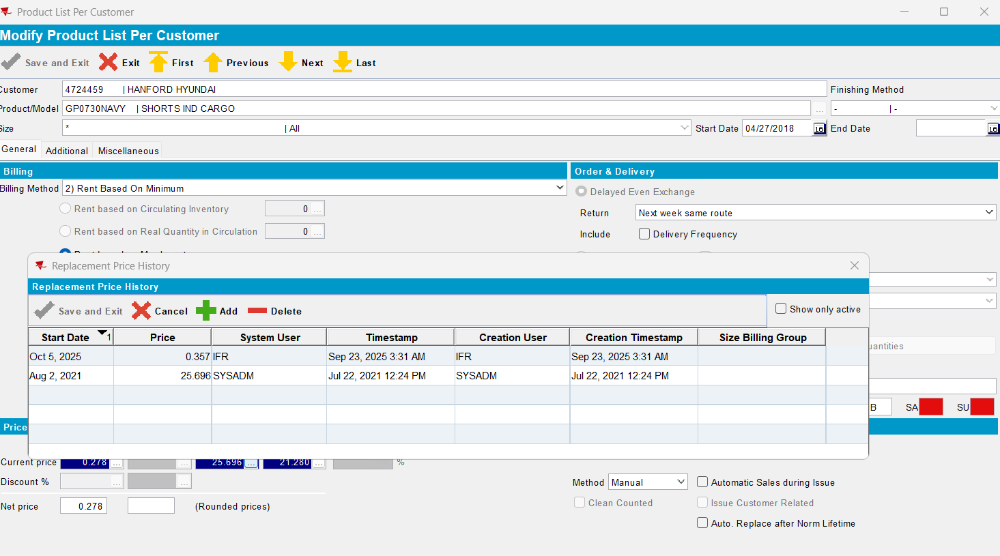 Product List Per Customer
Modify Product List Per Customer
Save and Exit Exit First Previous Next Last
Customer 4724459 | HANFORD HYUNDAI Finishing Method
Product/Model GP0730NAVY | SHORTS IND CARGO ... - | -
Size * | All Start Date 04/27/2018 16 End Date 16
General Additional Miscellaneous
Billing Order & Delivery
Billing Method 2) Rent Based On Minimum Delayed Even Exchange
Rent based on Circulating Inventory 0 ... Return Next week same route
Rent based on Real Quantity in Circulation 0 ... Include Delivery Frequency
Replacement Price History
Replacement Price History
Save and Exit Cancel Add Delete Show only active
Start Date 1 Price System User Timestamp Creation User Creation Timestamp Size Billing Group
Oct 5, 2025 0.357 IFR Sep 23, 2025 3:31 AM IFR Sep 23, 2025 3:31 AM
Aug 2, 2021 25.696 SYSADM Jul 22, 2021 12:24 PM SYSADM Jul 22, 2021 12:24 PM
uantities
B SA SU
Price
Current price 0.278 ... ... 25.696 ... 21.280 ... %
Discount % ... ... Method Manual Automatic Sales during Issue
Net price 0.278 (Rounded prices) Clean Counted Issue Customer Related
Auto. Replace after Norm Lifetime